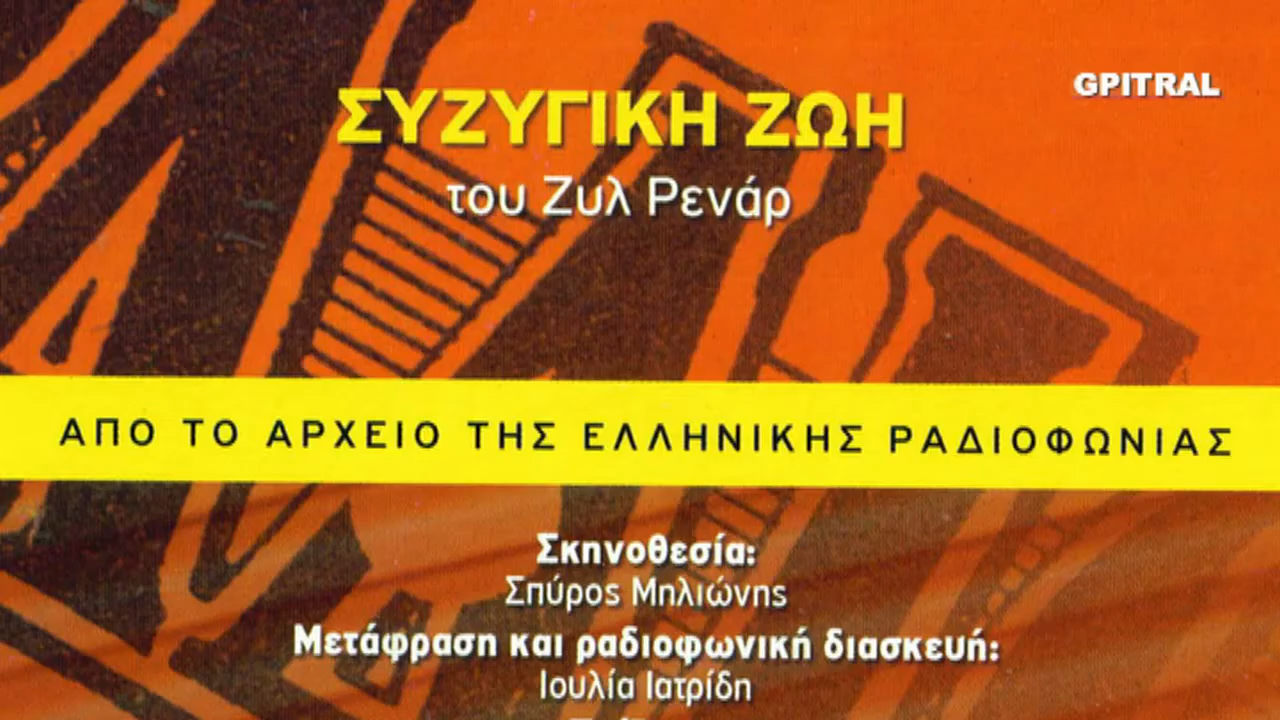 GPITRAL
ΣΥΖΥΓΙΚΗ ΖΩΗ
του Ζυλ Ρενάρ
ΑΠΟ ΤΟ ΑΡΧΕΙΟ ΤΗΣ ΕΛΛΗΝΙΚΗΣ ΡΑΔΙΟΦΩΝΙΑΣ
Σκηνοθεσία:
Σπύρος Μηλιώνης
Μετάφραση και ραδιοφωνική διασκευή:
Ιουλία Ιατρίδη